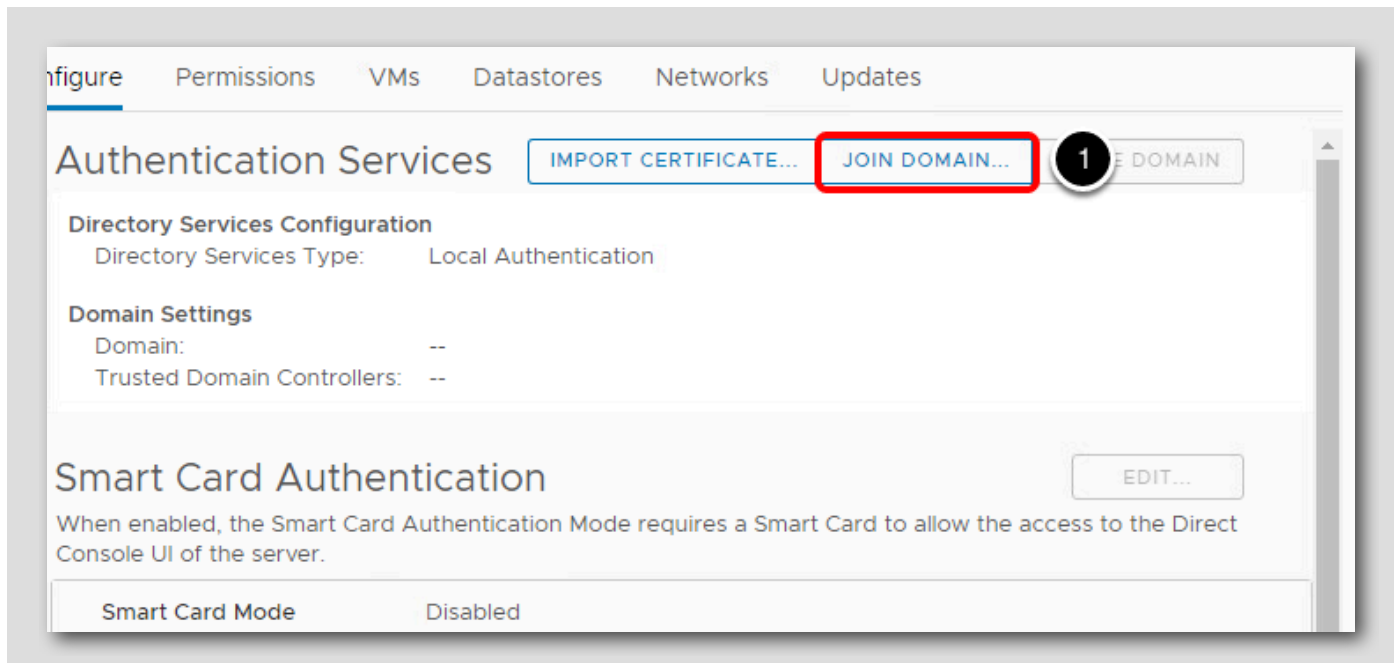 Permissions VMs Datastores Networks Updates
Authentication Services IMPORT CERTIFICATE... JOIN DOMAIN... 1 DOMAIN
Directory Services Configuration
Directory Services Type: Local Authentication
Domain Settings
Domain: --
Trusted Domain Controllers: --
Smart Card Authentication EDIT...
When enabled, the Smart Card Authentication Mode requires a Smart Card to allow the access to the Direct
Console UI of the server.
Smart Card Mode Disabled